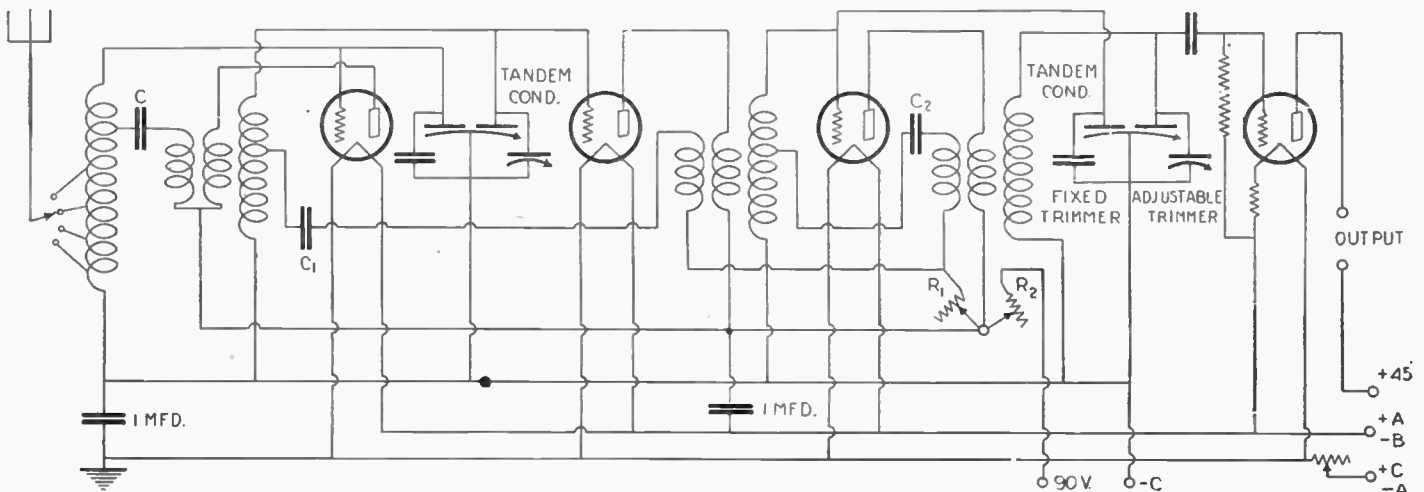 C
TANDEM
COND.
C2
TANDEM
COND.
FIXED
TRIMMER
ADJUSTABLE
TRIMMER
OUTPUT
C1
R1
R2
1 MFD.
1 MFD.
+45
+A
-B
+C
-A
90 V.
-C